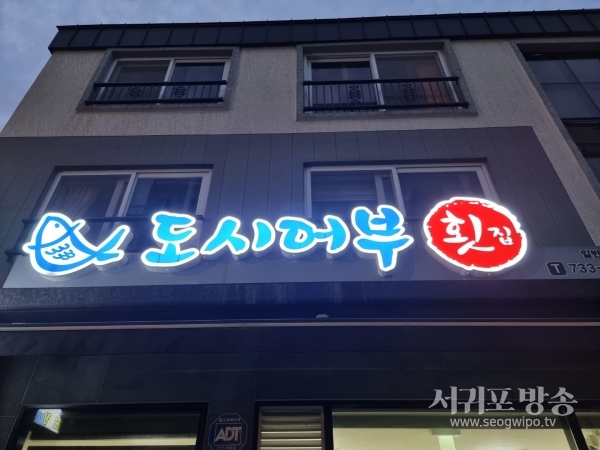 도시어부 횟집
T 733-
ADT
서귀포방송
www.seogwipo.tv